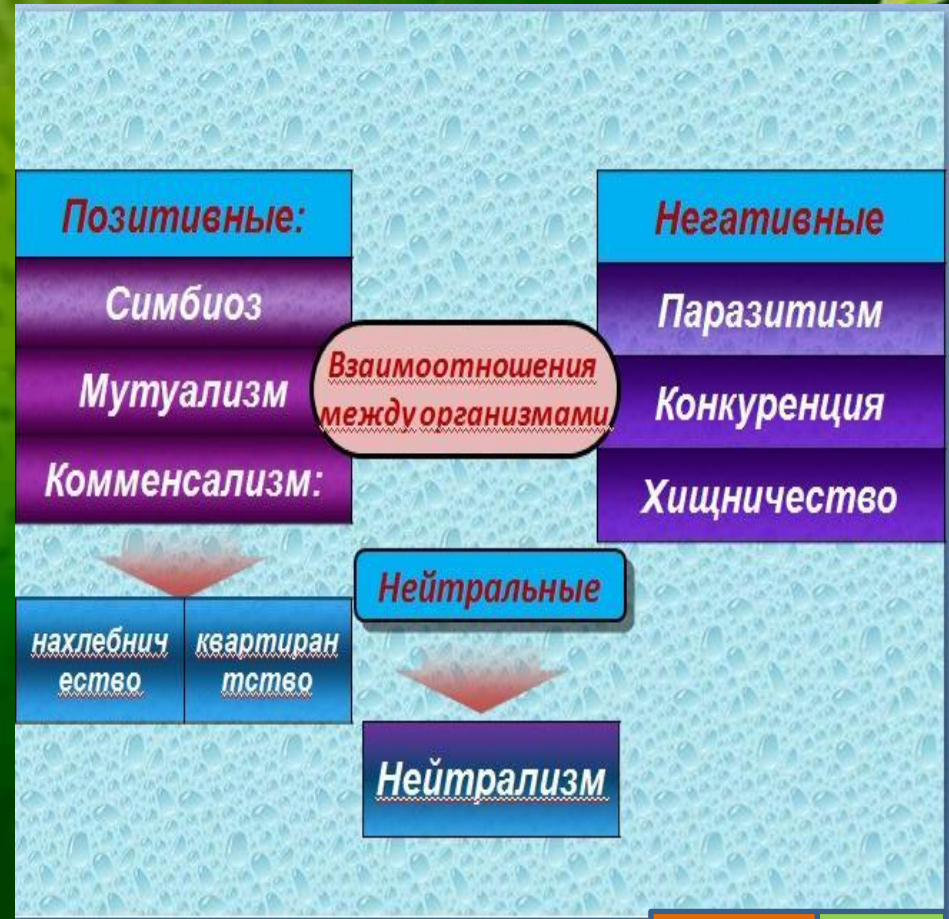 Позитивные:
Симбиоз
Мутуализм
Комменсализм:
нахлебнич
ество
квартиран
тство
Взаимоотношения
между организмами
Нейтральные
Нейтрализм
Негативные
Паразитизм
Конкуренция
Хищничество